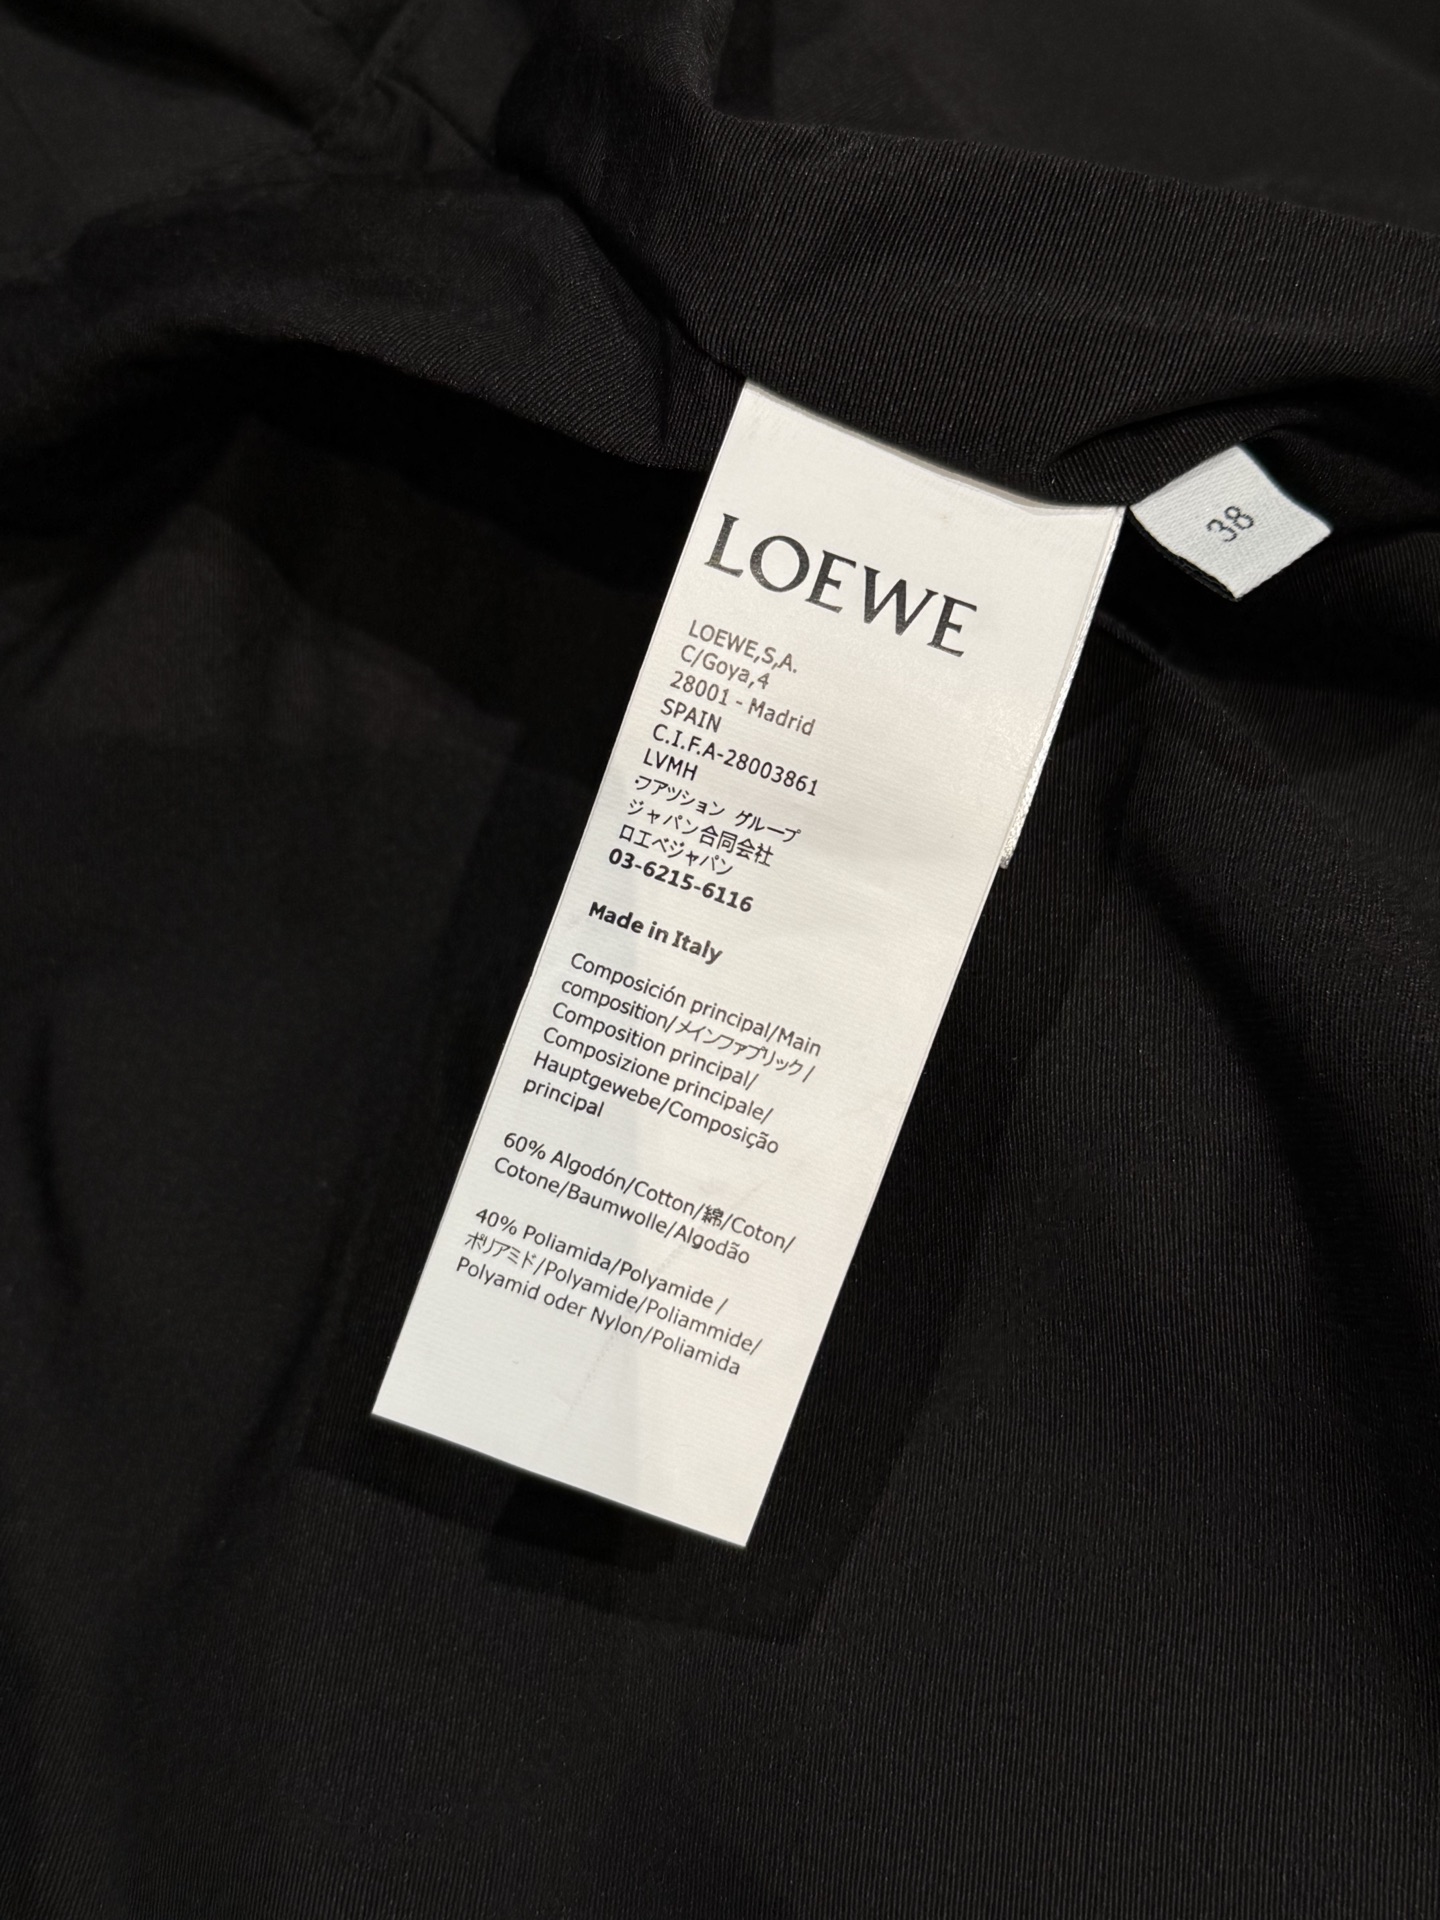 LOEWE
LOEWE,S,A.
C/Goya,4
28001 - Madrid
SPAIN
C.I.F.A-28003861
LVMH
ファッション グループ
ジャパン合同会社
ロエベジャパン
03-6215-6116
Made in Italy
Composición principal/Main
composition/メインファブリック/
Composition principal/
Composizione principale/
Hauptgewebe/Composição
principal
60% Algodón/Cotton/綿/Coton/
Cotone/Baumwolle/Algodão
40% Poliamida/Polyamide /
ポリアミド/Polyamide/Poliammide/
Polyamid oder Nylon/Poliamida
38